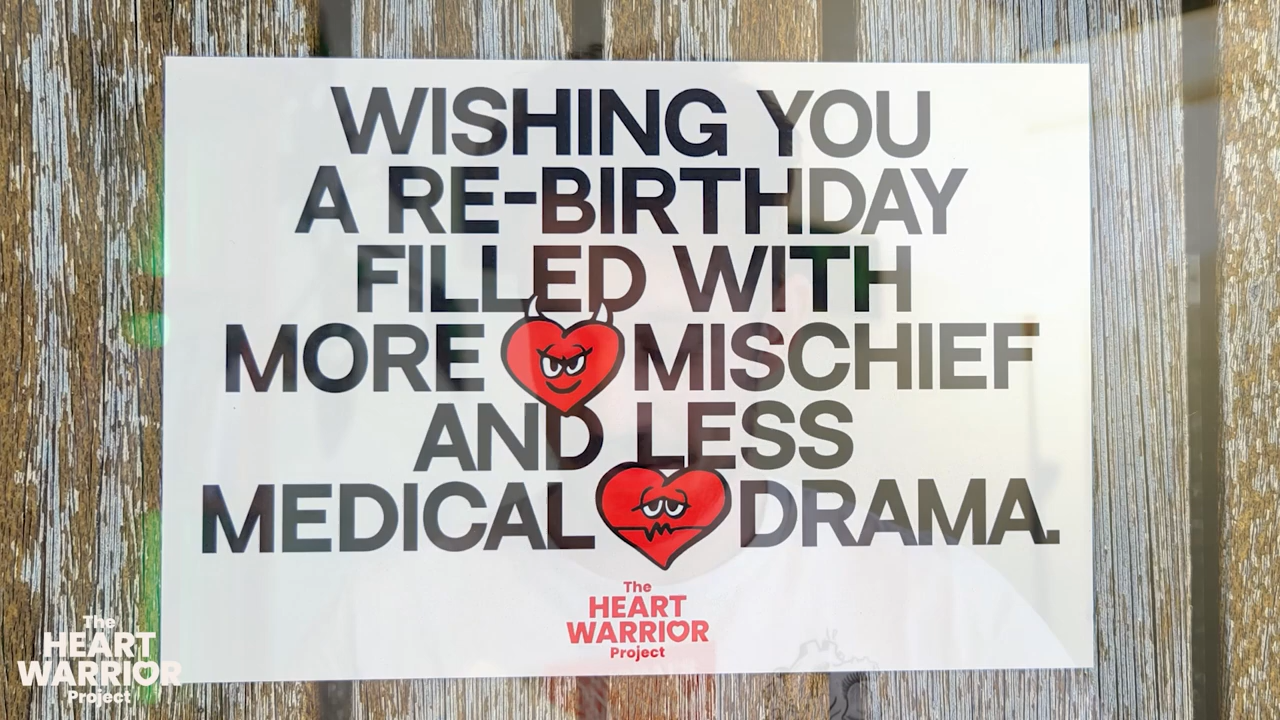 WISHING YOU
A RE-BIRTHDAY
FILLED WITH
MORE MISCHIEF
AND LESS
MEDICAL DRAMA.
The
HEART
WARRIOR
Project
The
HEART
WARRIOR
Project